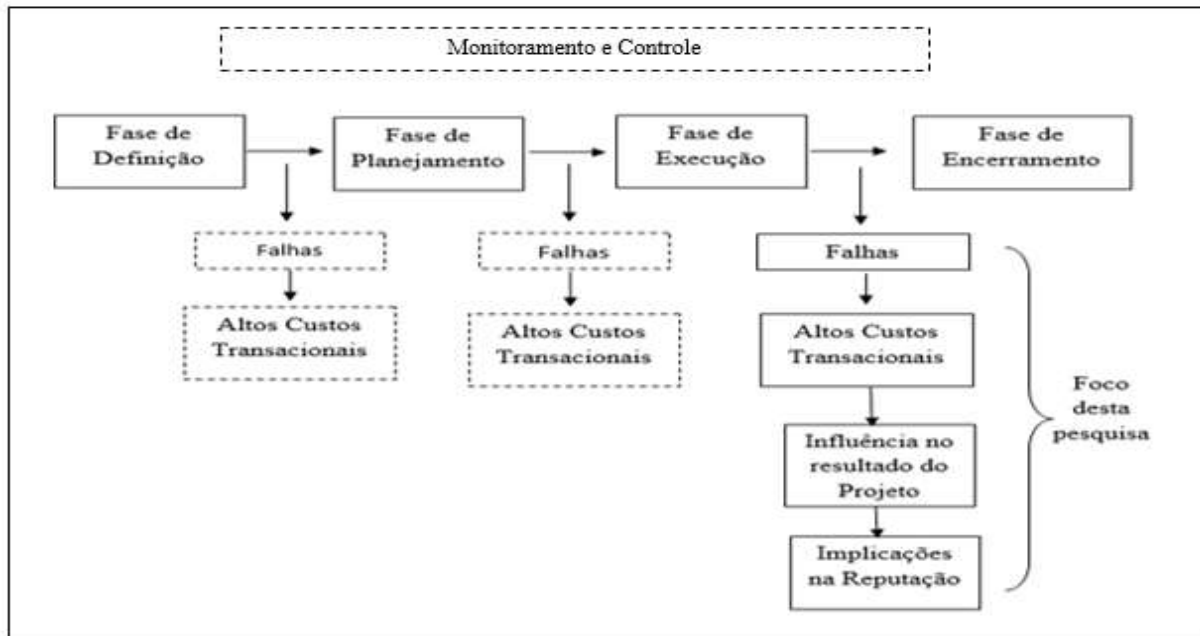 Monitoramento e Controle
Fase de
Definição
Fase de
Planejamento
Fase de
Execução
Fase de
Encerramento
Falhas
Falhas
Falhas
Altos Custos
Transacionais
Altos Custos
Transacionais
Altos Custos
Transacionais
Influência no
resultado do
Projeto
Implicações
na Reputação
Foco
desta
pesquisa